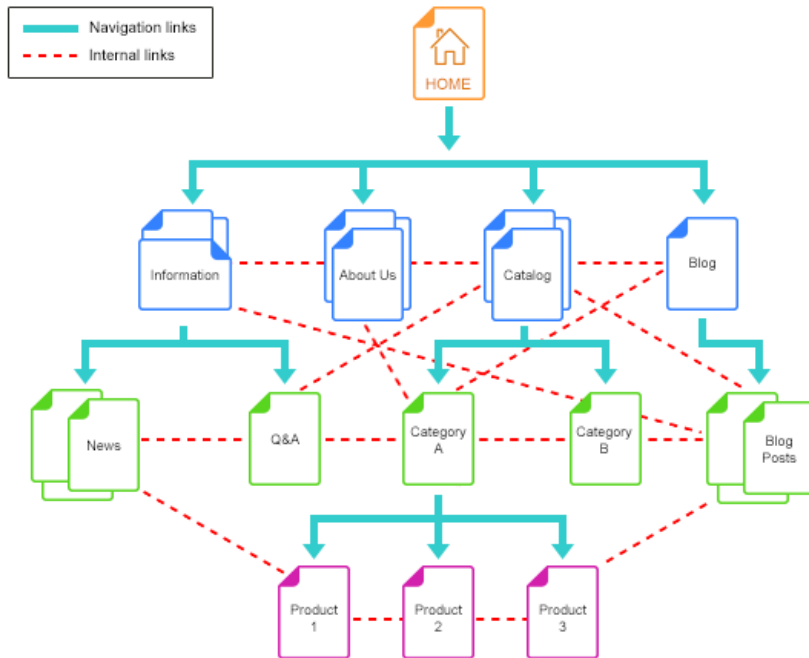 Navigation links
Internal links
HOME
Information
About Us
Catalog
Blog
News
Q&A
Category
A
Category
B
Blog
Posts
Product
1
Product
2
Product
3